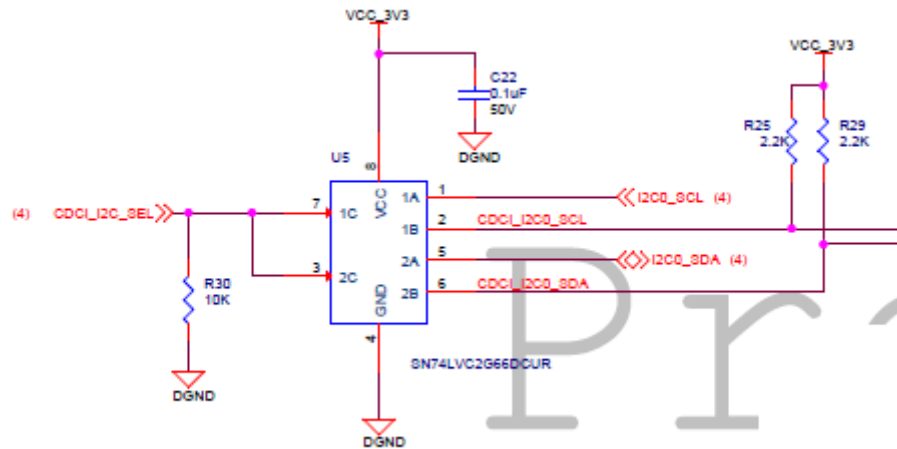 VCC_3V3
C22
0.1uF
50V
DGND
VCC_3V3
R25
2.2K
R29
2.2K
U5
8
VCC
(4) CDCI_I2C_SEL
7
1C
3
2C
1A
1
I2C0_SCL (4)
1B
2
CDCI_I2C0_SCL
2A
5
I2C0_SDA (4)
2B
6
CDCI_I2C0_SDA
GND
4
R30
10K
DGND
SN74LVC2G66DCUR
DGND
Pr